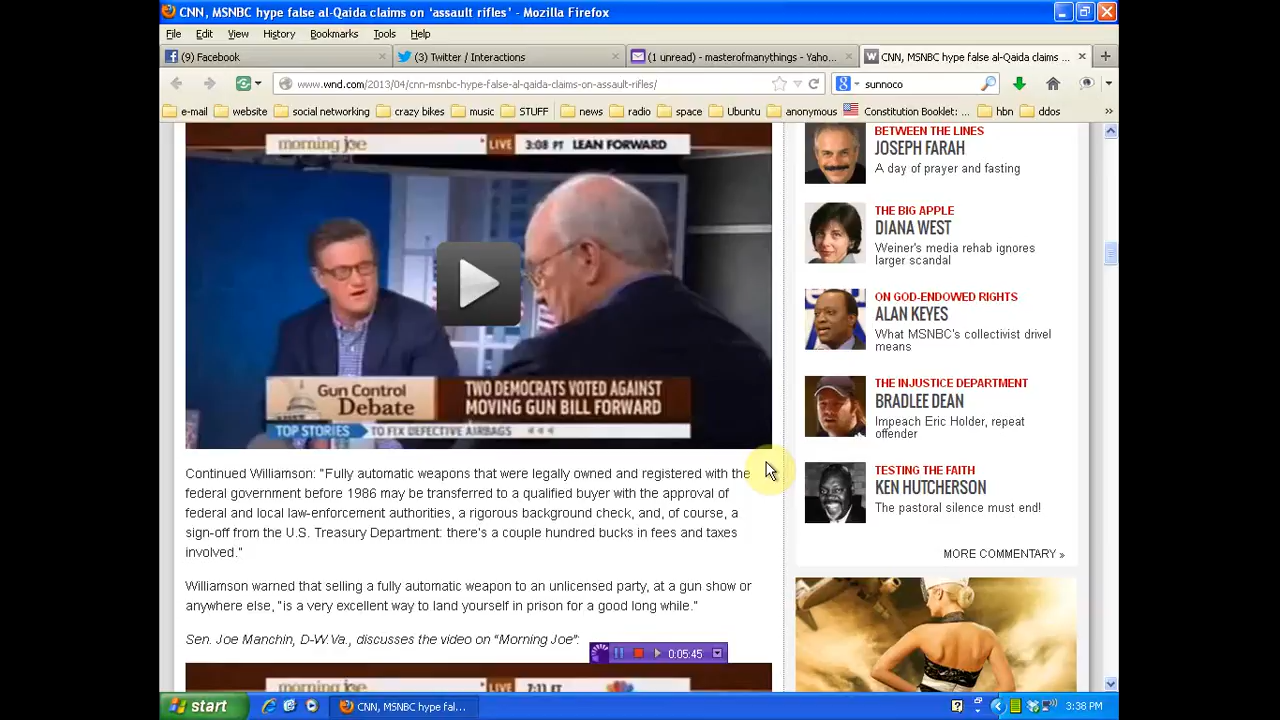 CNN, MSNBC hype false al-Qaida claims on 'assault rifles' - Mozilla Firefox
File Edit View History Bookmarks Tools Help
(9) Facebook
(3) Twitter / Interactions
(1 unread) - masterofmanythings - Yaho...
CNN, MSNBC hype false al-Qaida claims ...
www.wnd.com/2013/04/cnn-msnbc-hype-false-al-qaida-claims-on-assault-rifles/
sunnoco
e-mail website social networking crazy bikes music STUFF news radio space Ubuntu anonymous Constitution Booklet:... hbn ddos
morning joe LIVE 3:08 PT LEAN FORWARD
Gun Control
Debate
TWO DEMOCRATS VOTED AGAINST
MOVING GUN BILL FORWARD
TOP STORIES TO FIX DEFECTIVE AIRBAGS
Continued Williamson: "Fully automatic weapons that were legally owned and registered with the
federal government before 1986 may be transferred to a qualified buyer with the approval of
federal and local law-enforcement authorities, a rigorous background check, and, of course, a
sign-off from the U.S. Treasury Department: there's a couple hundred bucks in fees and taxes
involved."
Williamson warned that selling a fully automatic weapon to an unlicensed party, at a gun show or
anywhere else, "is a very excellent way to land yourself in prison for a good long while."
Sen. Joe Manchin, D-W.Va., discusses the video on "Morning Joe":
0:05:45
morning joe LIVE 7:11 PT
BETWEEN THE LINES
JOSEPH FARAH
A day of prayer and fasting
THE BIG APPLE
DIANA WEST
Weiner's media rehab ignores
larger scandal
ON GOD-ENDOWED RIGHTS
ALAN KEYES
What MSNBC's collectivist drivel
means
THE INJUSTICE DEPARTMENT
BRADLEE DEAN
Impeach Eric Holder, repeat
offender
TESTING THE FAITH
KEN HUTCHERSON
The pastoral silence must end!
MORE COMMENTARY »
start
CNN, MSNBC hype fal...
3:38 PM